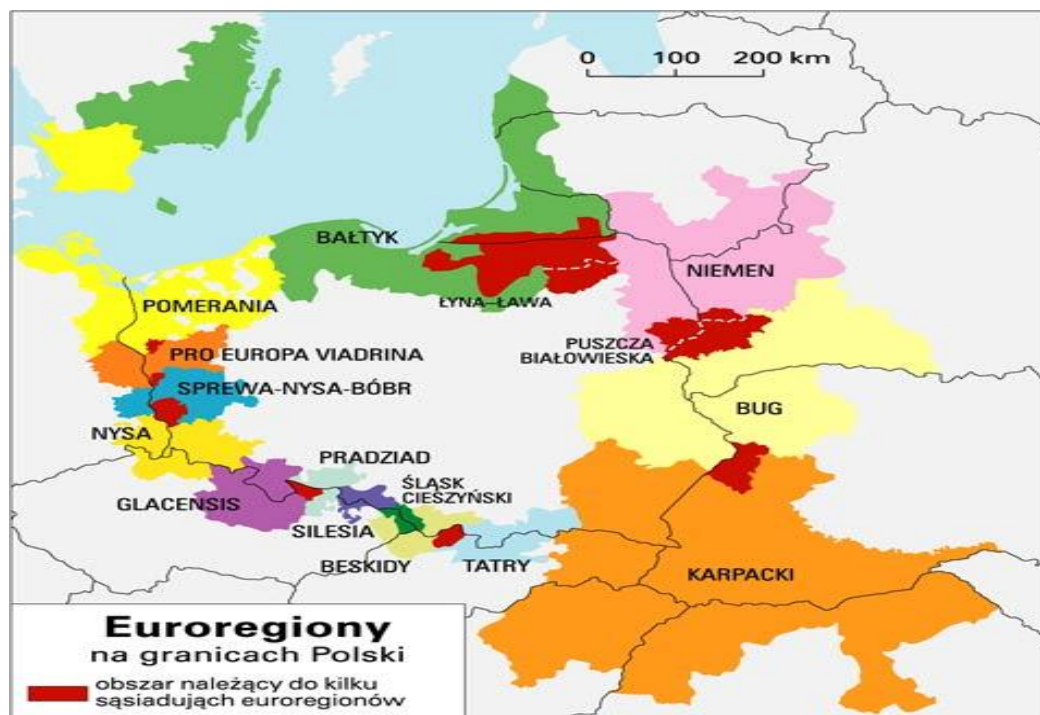 0 100 200 km
BAŁTYK
NIEMEN
POMERANIA
ŁYNA–ŁAWA
PUSZCZA
BIAŁOWIESKA
PRO EUROPA VIADRINA
SPREWA-NYSA-BÓBR
BUG
NYSA
PRADZIAD
ŚLĄSK
CIESZYŃSKI
GLACENSIS
SILESIA
BESKIDY
TATRY
KARPACKI
Euroregiony
na granicach Polski
obszar należący do kilku
sąsiadująch euroregionów